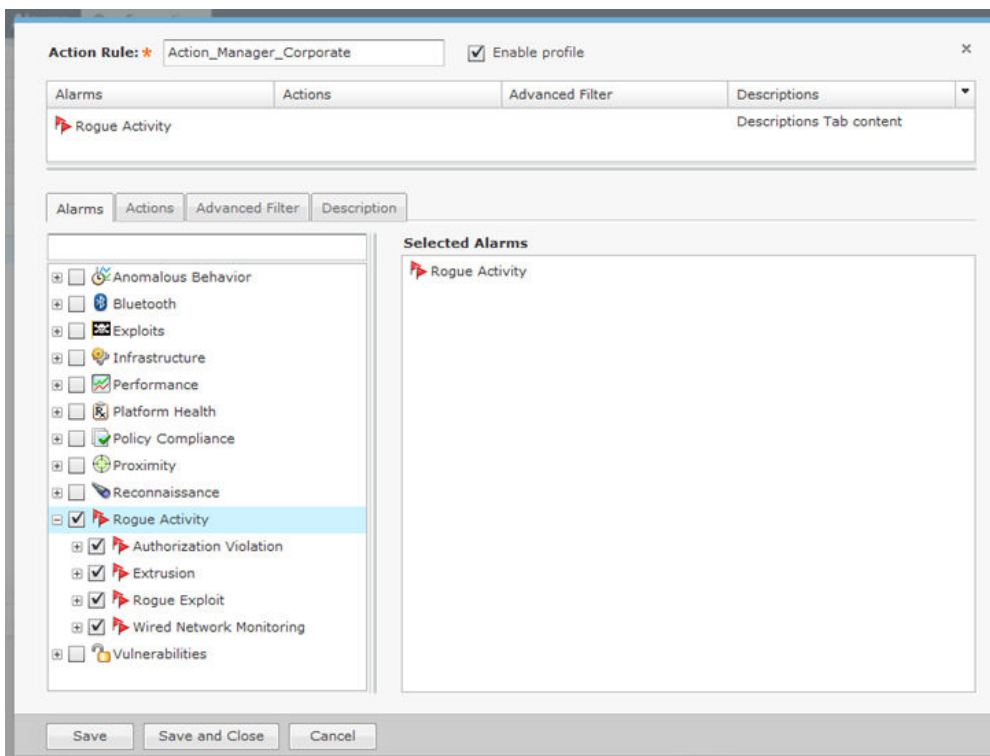 Action Rule: * Action_Manager_Corporate Enable profile ×
Alarms Actions Advanced Filter Descriptions
Rogue Activity Descriptions Tab content
Alarms Actions Advanced Filter Description
Selected Alarms
Rogue Activity
Anomalous Behavior
Bluetooth
Exploits
Infrastructure
Performance
Platform Health
Policy Compliance
Proximity
Reconnaissance
Rogue Activity
Authorization Violation
Extrusion
Rogue Exploit
Wired Network Monitoring
Vulnerabilities
Save Save and Close Cancel